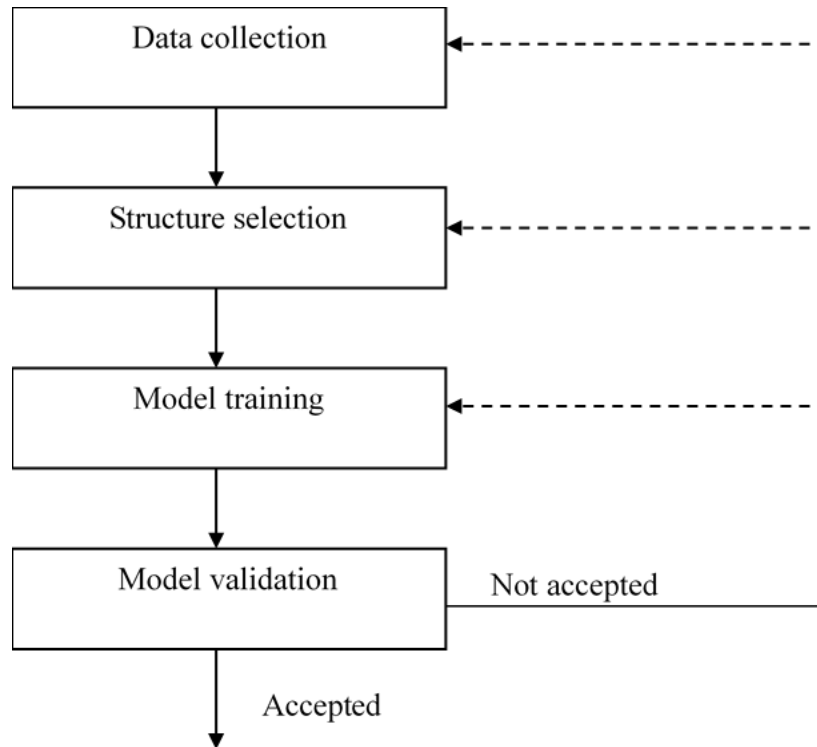 Data collection
Structure selection
Model training
Model validation
Not accepted
Accepted